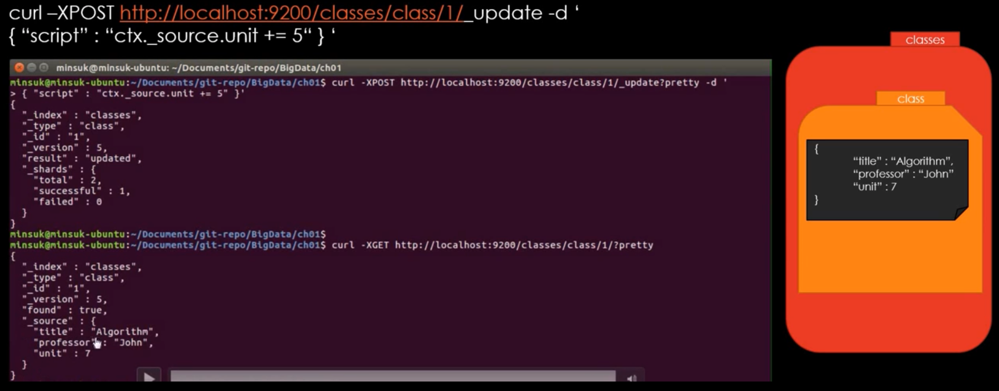 curl –XPOST http://localhost:9200/classes/class/1/_update -d ‘
{ “script” : “ctx._source.unit += 5“ } ‘
minsuk@minsuk-ubuntu: ~/Documents/git-repo/BigData/ch01
minsuk@minsuk-ubuntu:~/Documents/git-repo/BigData/ch01$ curl -XPOST http://localhost:9200/classes/class/1/_update?pretty -d '
> { "script" : "ctx._source.unit += 5" }'
{
"_index" : "classes",
"_type" : "class",
"_id" : "1",
"_version" : 5,
"result" : "updated",
"_shards" : {
"total" : 2,
"successful" : 1,
"failed" : 0
}
}
minsuk@minsuk-ubuntu:~/Documents/git-repo/BigData/ch01$
minsuk@minsuk-ubuntu:~/Documents/git-repo/BigData/ch01$ curl -XGET http://localhost:9200/classes/class/1/?pretty
{
"_index" : "classes",
"_type" : "class",
"_id" : "1",
"_version" : 5,
"found" : true,
"_source" : {
"title" : "Algorithm",
"professor" : "John",
"unit" : 7
}
}
classes
class
{
“title” : “Algorithm”,
“professor” : “John”
“unit” : 7
}